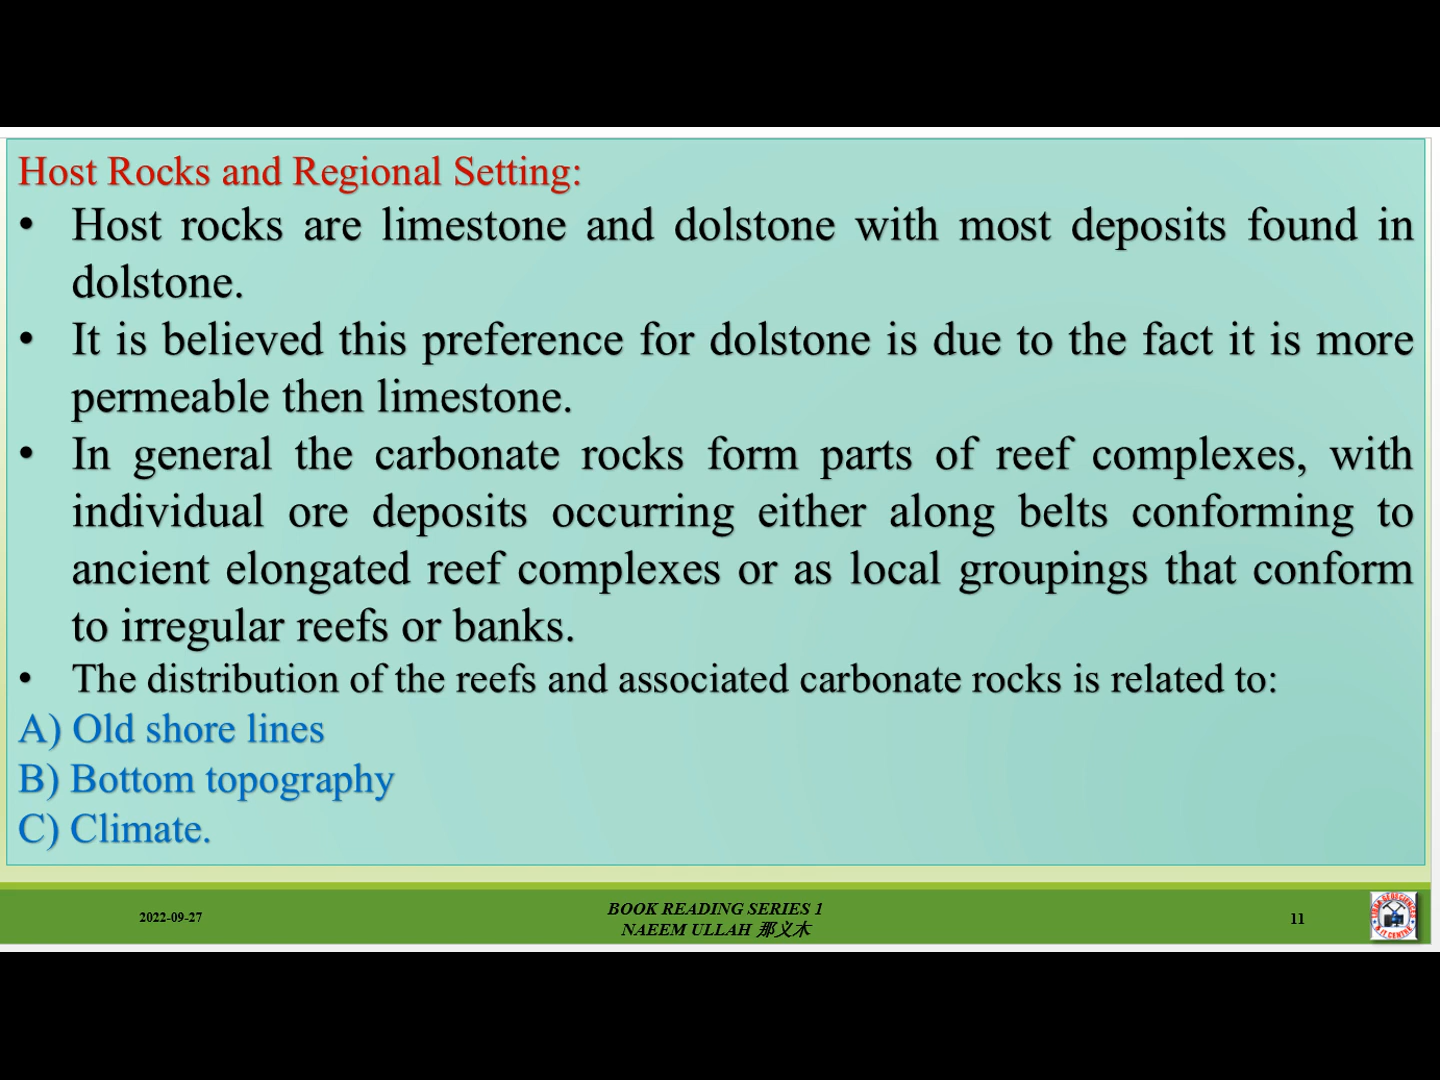 Host Rocks and Regional Setting:
• Host rocks are limestone and dolstone with most deposits found in
dolstone.
• It is believed this preference for dolstone is due to the fact it is more
permeable then limestone.
• In general the carbonate rocks form parts of reef complexes, with
individual ore deposits occurring either along belts conforming to
ancient elongated reef complexes or as local groupings that conform
to irregular reefs or banks.
• The distribution of the reefs and associated carbonate rocks is related to:
A) Old shore lines
B) Bottom topography
C) Climate.
2022-09-27
BOOK READING SERIES 1
NAEEM ULLAH 那义木
11
& IT CENTRE